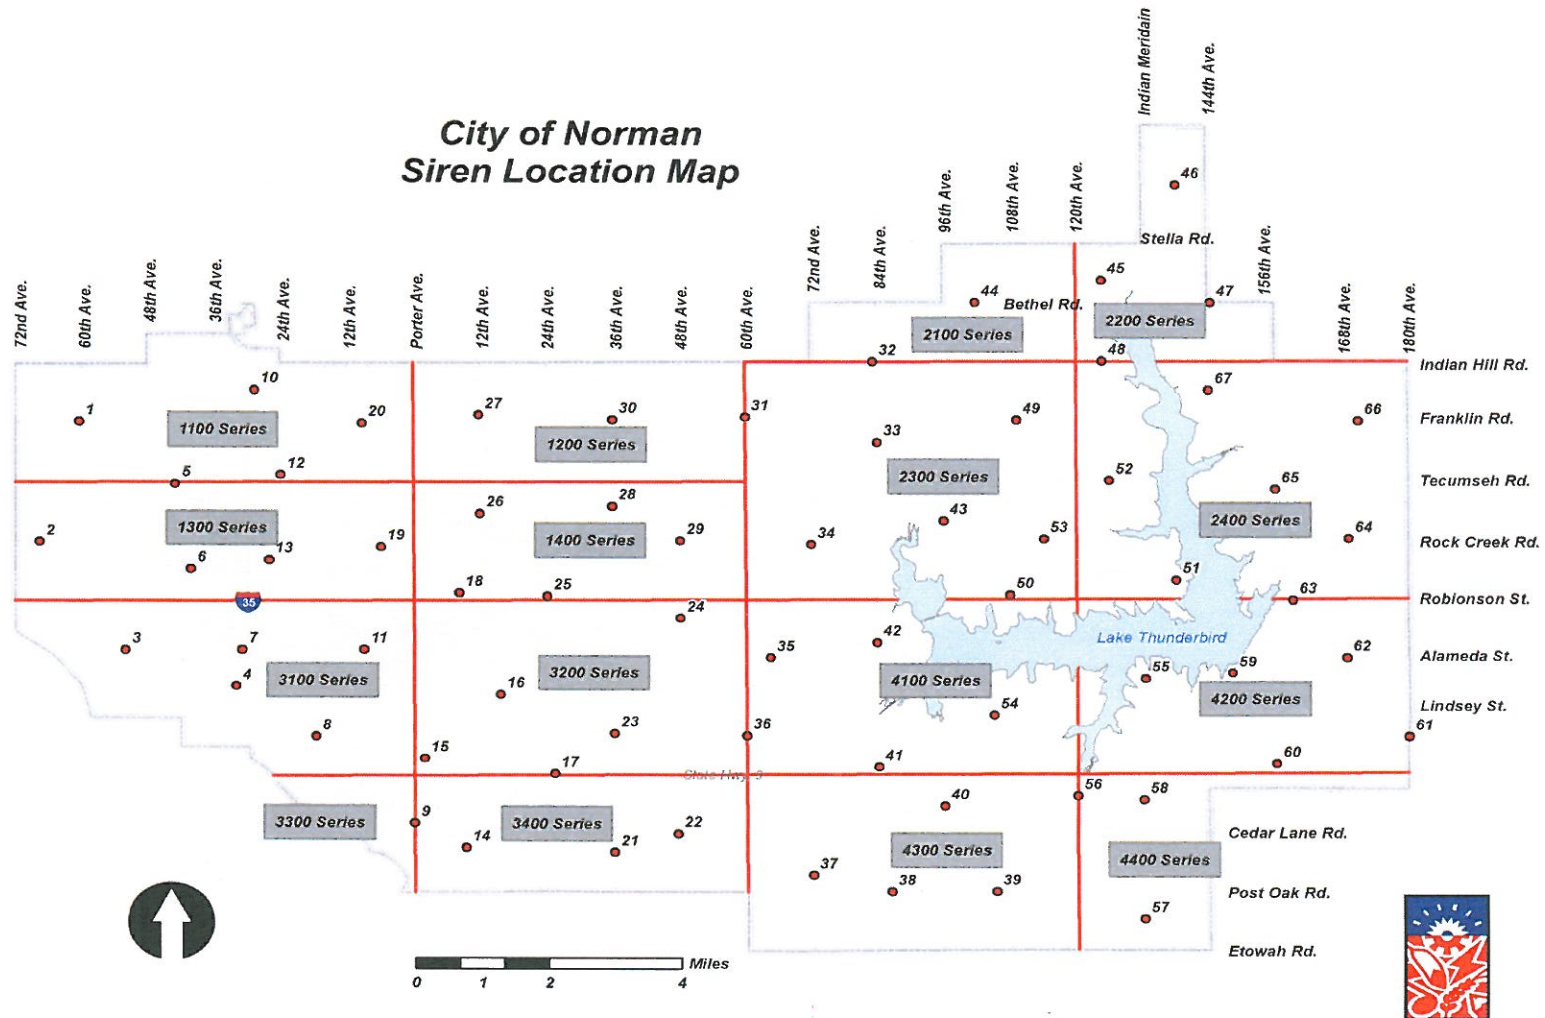 City of Norman
Siren Location Map
Indian Meridain
144th Ave.
96th Ave.
108th Ave.
120th Ave.
72nd Ave.
84th Ave.
156th Ave.
168th Ave.
180th Ave.
72nd Ave.
60th Ave.
48th Ave.
36th Ave.
24th Ave.
12th Ave.
Porter Ave.
12th Ave.
24th Ave.
36th Ave.
48th Ave.
60th Ave.
46
Stella Rd.
45
44
47
Bethel Rd.
2200 Series
2100 Series
32
48
Indian Hill Rd.
10
67
1
20
27
30
31
49
66
Franklin Rd.
1100 Series
1200 Series
33
5
12
2300 Series
52
65
Tecumseh Rd.
26
28
43
2400 Series
2
1300 Series
19
1400 Series
29
34
53
64
Rock Creek Rd.
6
13
51
18
25
50
63
35
Robionson St.
24
3
7
11
35
42
Lake Thunderbird
62
Alameda St.
4
3100 Series
16
3200 Series
4100 Series
55
59
4200 Series
54
Lindsey St.
8
23
36
61
15
17
State Hwy. 9
41
60
56
58
3300 Series
9
3400 Series
40
Cedar Lane Rd.
14
21
22
4300 Series
4400 Series
37
38
39
Post Oak Rd.
57
Etowah Rd.
Miles
0 1 2 4